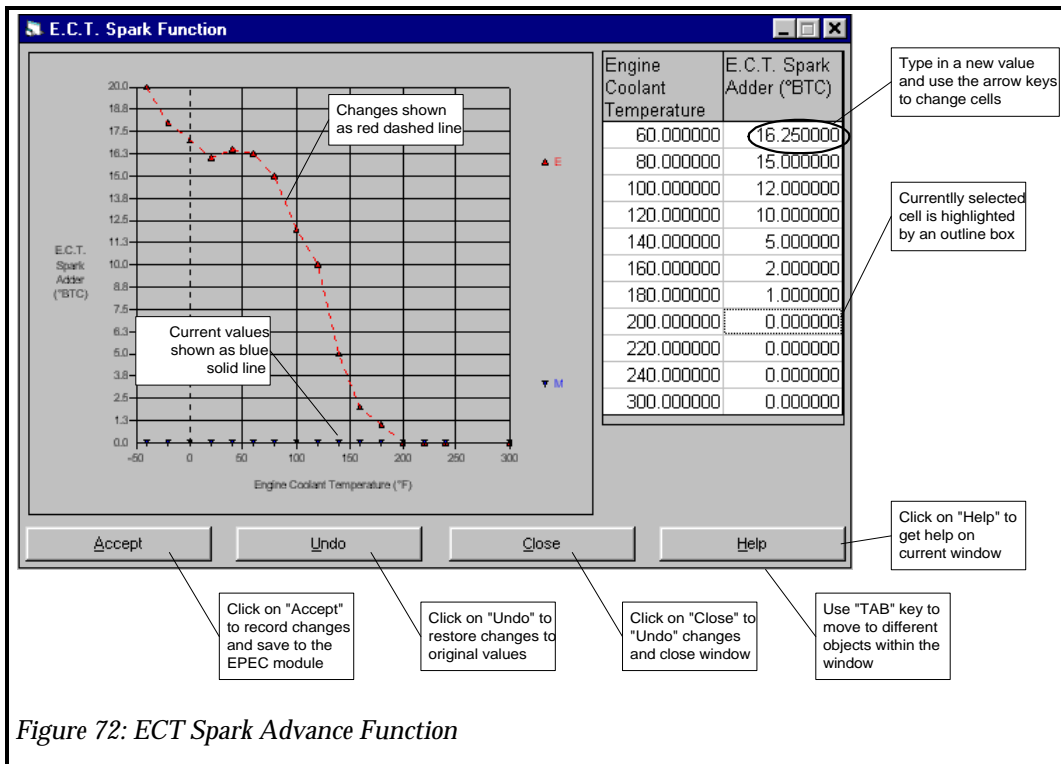 E.C.T. Spark Function
20.0
18.8
17.5
16.3
15.0
13.8
12.5
11.3
10.0
8.8
7.5
6.3
5.0
3.8
2.5
1.3
0.0
E.C.T.
Spark
Adder
(°BTC)
-50 0 50 100 150 200 250 300
Engine Coolant Temperature (°F)
Changes shown
as red dashed line
Current values
shown as blue
solid line
E
M
Engine
Coolant
Temperature
E.C.T. Spark
Adder (°BTC)
60.000000 16.250000
80.000000 15.000000
100.000000 12.000000
120.000000 10.000000
140.000000 5.000000
160.000000 2.000000
180.000000 1.000000
200.000000 0.000000
220.000000 0.000000
240.000000 0.000000
300.000000 0.000000
Type in a new value
and use the arrow keys
to change cells
Currentlly selected
cell is highlighted
by an outline box
Accept Undo Close Help
Click on "Help" to
get help on
current window
Click on "Accept"
to record changes
and save to the
EPEC module
Click on "Undo" to
restore changes to
original values
Click on "Close" to
"Undo" changes
and close window
Use "TAB" key to
move to different
objects within the
window
Figure 72: ECT Spark Advance Function